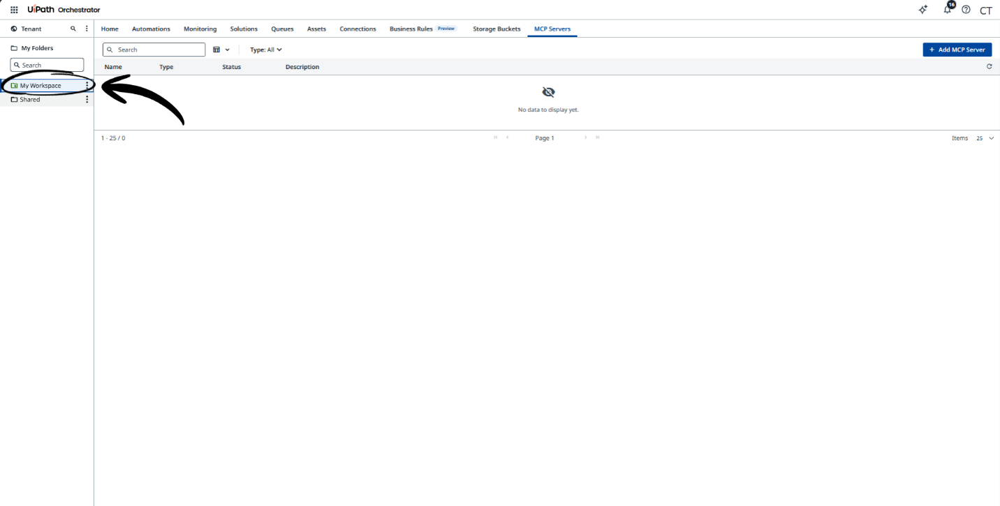 UiPath Orchestrator
16
CT
Tenant
Home Automations Monitoring Solutions Queues Assets Connections Business Rules Preview Storage Buckets MCP Servers
My Folders
Search
My Workspace
Shared
Search
Type: All
+ Add MCP Server
Name Type Status Description
No data to display yet.
1 - 25 / 0
Page 1
Items 25